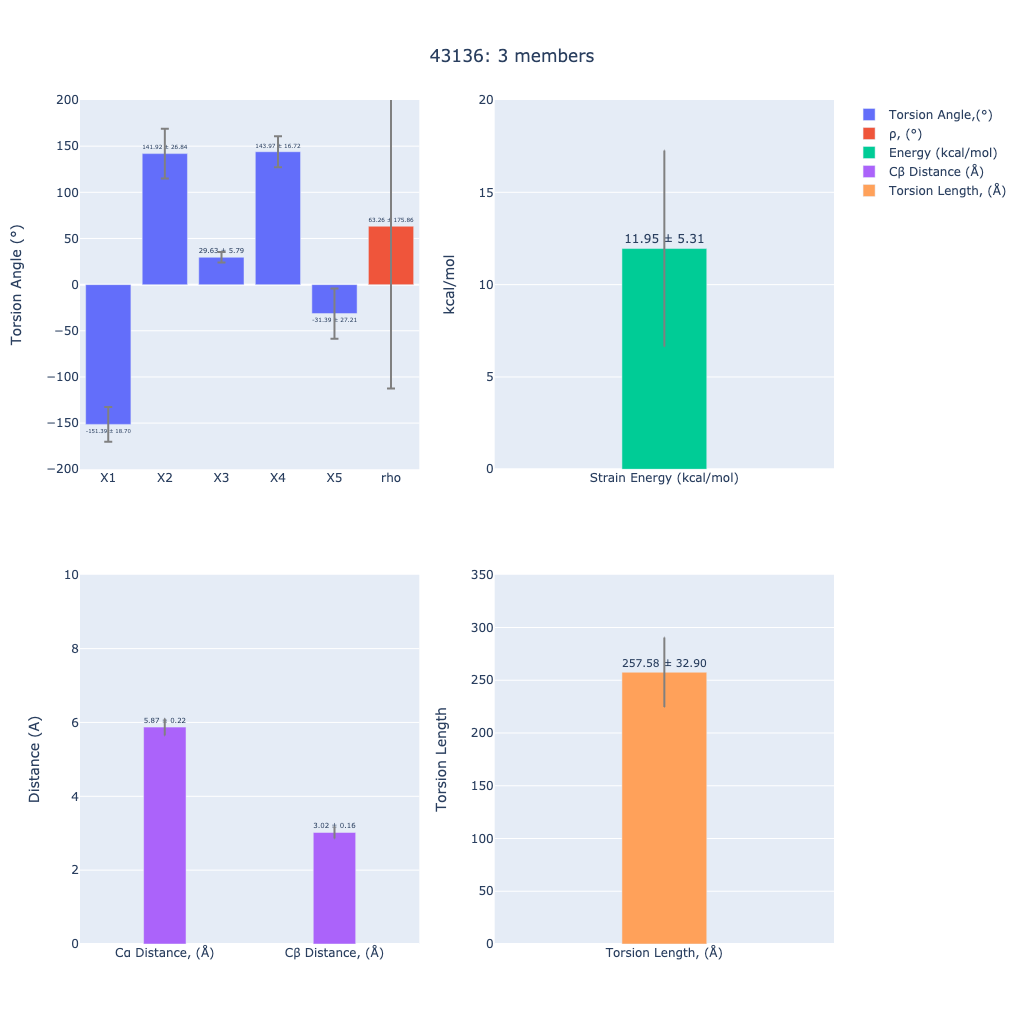 43136: 3 members
Torsion Angle (°)
200
150
100
50
0
−50
−100
−150
−200
-151.39 ± 18.70
141.92 ± 26.84
29.63 ± 5.79
143.97 ± 16.72
-31.39 ± 27.21
63.26 ± 175.86
X1 X2 X3 X4 X5 rho
kcal/mol
20
15
10
5
0
11.95 ± 5.31
Strain Energy (kcal/mol)
Torsion Angle,(°)
ρ, (°)
Energy (kcal/mol)
Cβ Distance (Å)
Torsion Length, (Å)
Distance (A)
10
8
6
4
2
0
5.87 ± 0.22
3.02 ± 0.16
Cα Distance, (Å) Cβ Distance, (Å)
Torsion Length
350
300
250
200
150
100
50
0
257.58 ± 32.90
Torsion Length, (Å)